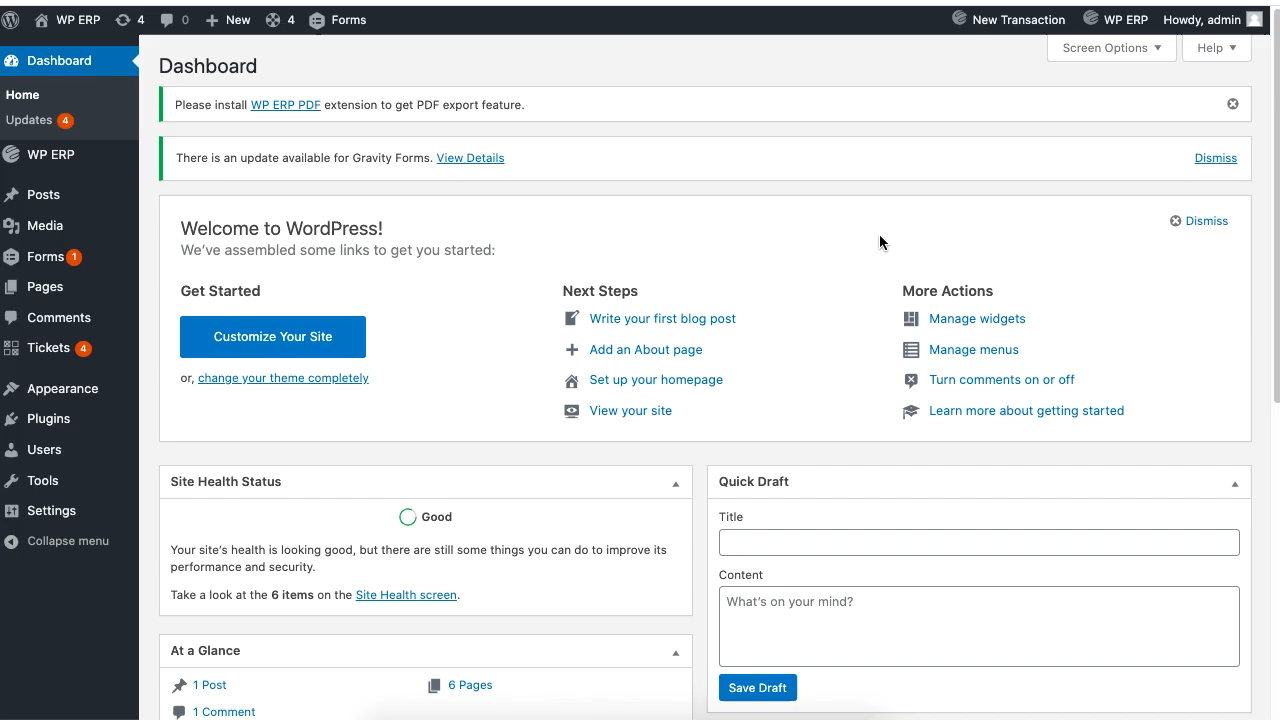 WP ERP 4 0 New 4 Forms New Transaction WP ERP Howdy, admin
Dashboard
Home
Updates 4
WP ERP
Posts
Media
Forms 1
Pages
Comments
Tickets 4
Appearance
Plugins
Users
Tools
Settings
Collapse menu
Screen Options Help
Dashboard
Please install WP ERP PDF extension to get PDF export feature.
There is an update available for Gravity Forms. View Details Dismiss
Welcome to WordPress!
We've assembled some links to get you started:
Dismiss
Get Started
Customize Your Site
or, change your theme completely
Next Steps
Write your first blog post
Add an About page
Set up your homepage
View your site
More Actions
Manage widgets
Manage menus
Turn comments on or off
Learn more about getting started
Site Health Status
Good
Your site's health is looking good, but there are still some things you can do to improve its
performance and security.
Take a look at the 6 items on the Site Health screen.
At a Glance
1 Post 6 Pages
1 Comment
Quick Draft
Title
Content
What's on your mind?
Save Draft